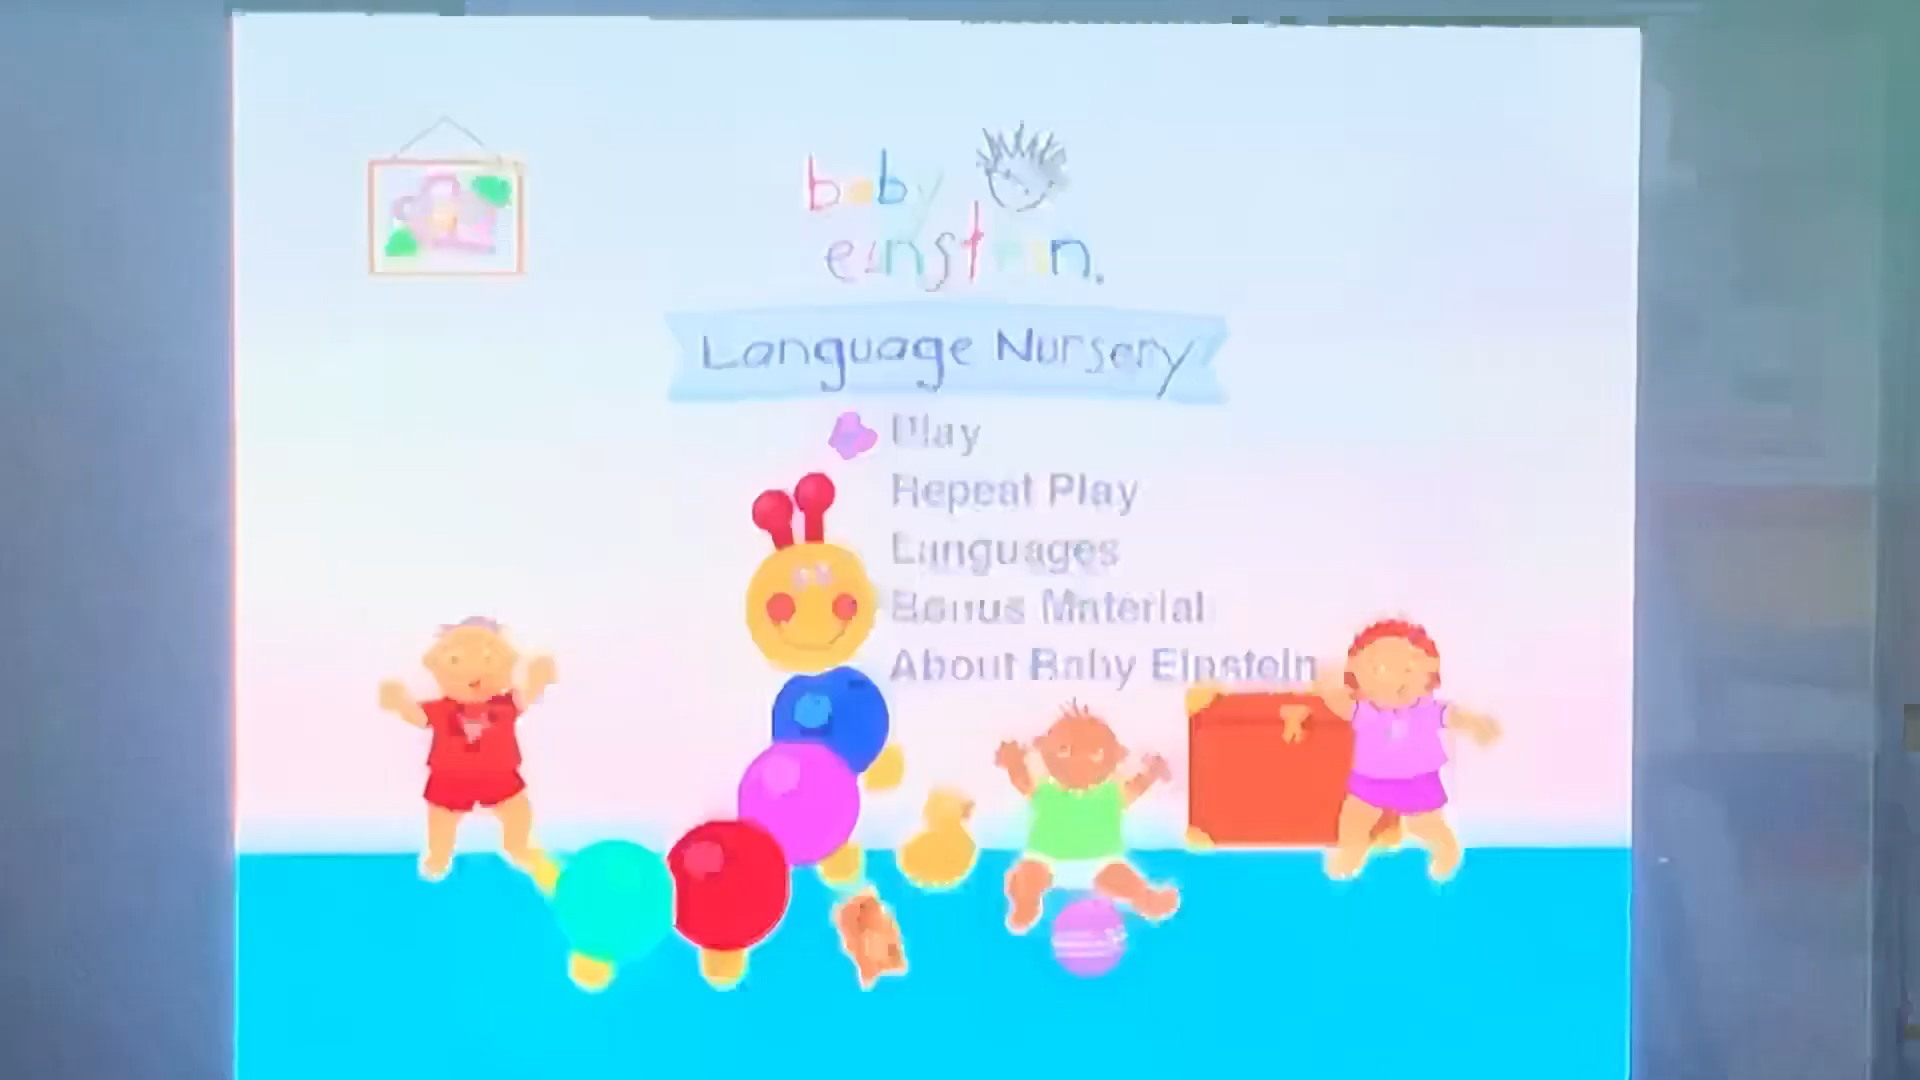 baby
einstein.
Language Nursery
Play
Repeat Play
Languages
Bonus Material
About Baby Einstein